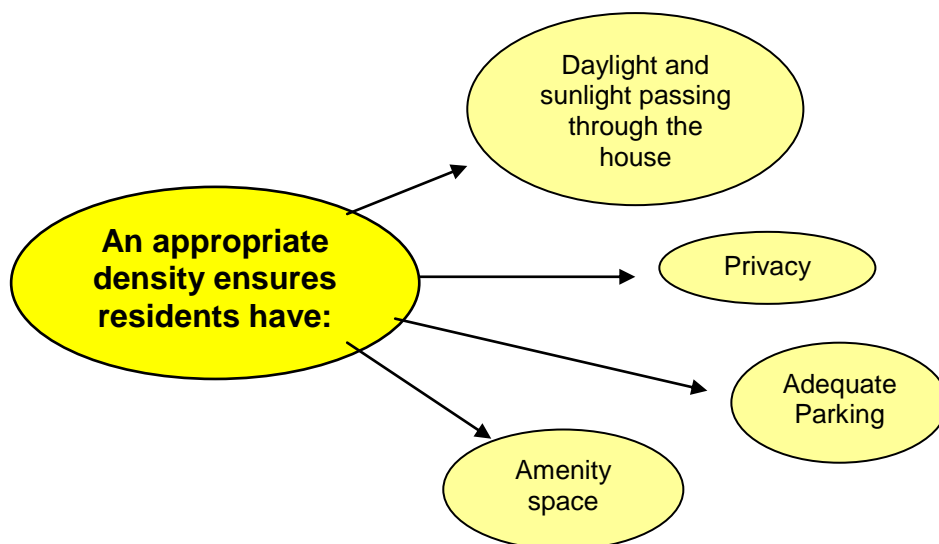 Daylight and
sunlight passing
through the
house
An appropriate
density ensures
residents have:
Privacy
Adequate
Parking
Amenity
space